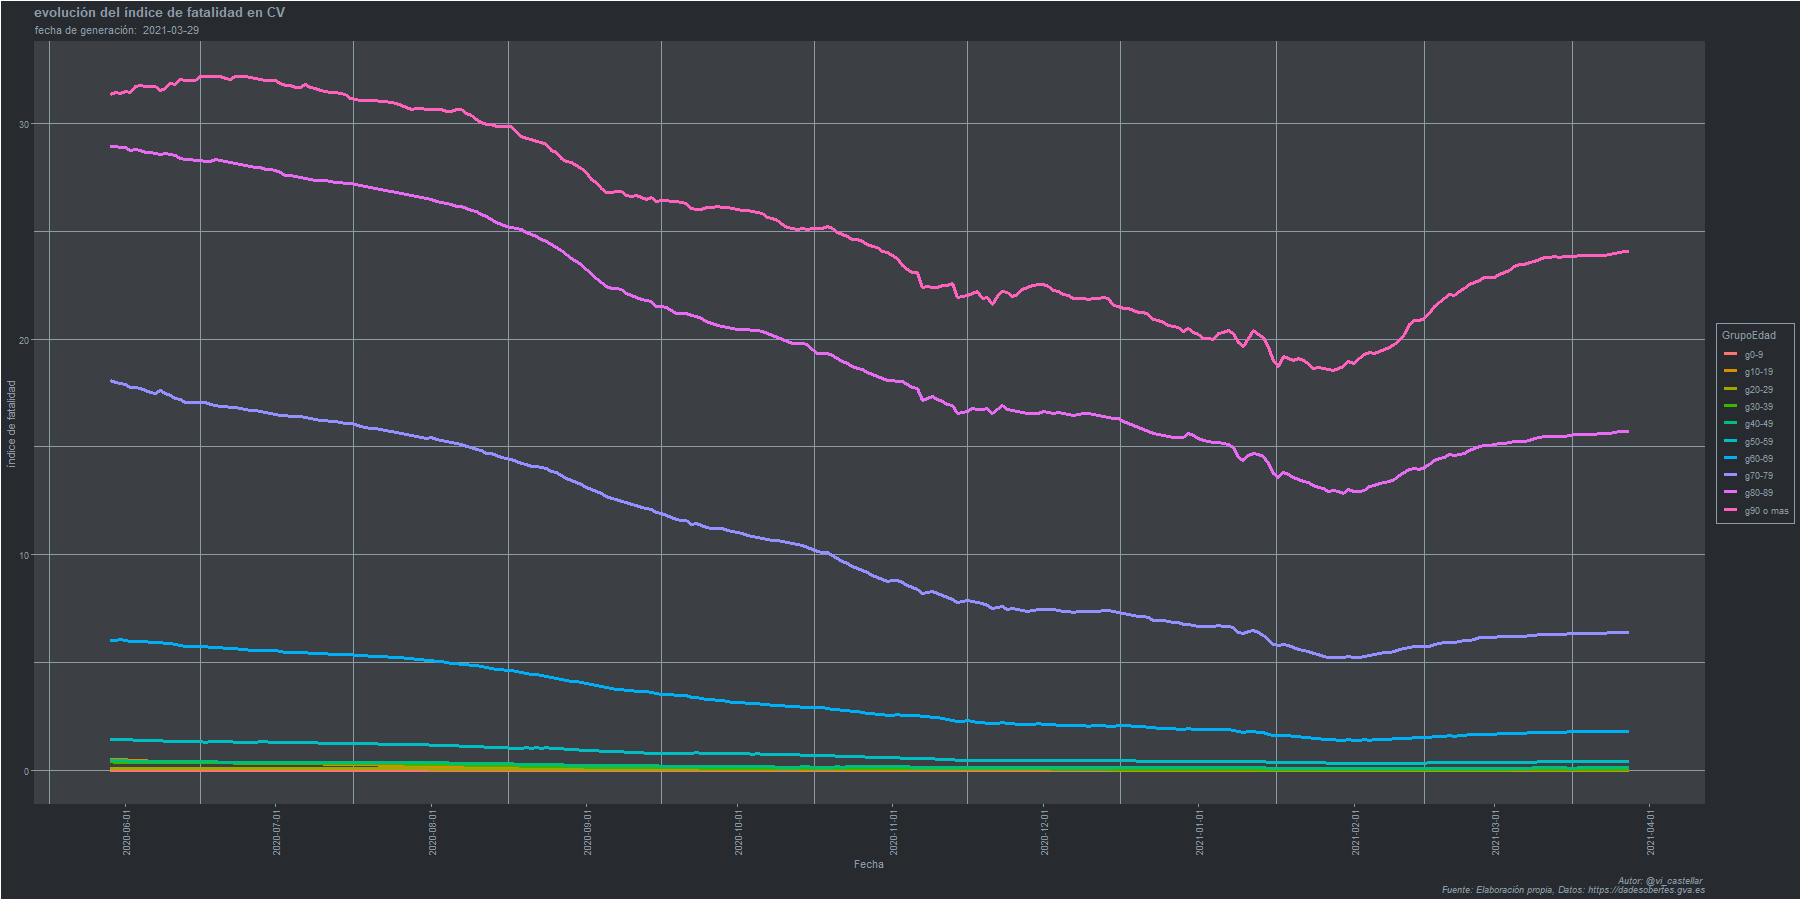 evolución del índice de fatalidad en CV
fecha de generación: 2021-03-29
índice de fatalidad
30
20
10
0
2020-06-01
2020-07-01
2020-08-01
2020-09-01
2020-10-01
2020-11-01
2020-12-01
2021-01-01
2021-02-01
2021-03-01
2021-04-01
Fecha
GrupoEdad
g0-9
g10-19
g20-29
g30-39
g40-49
g50-59
g60-69
g70-79
g80-89
g90 o mas
Autor: @vi_castellar
Fuente: Elaboración propia, Datos: https://dadesobertes.gva.es